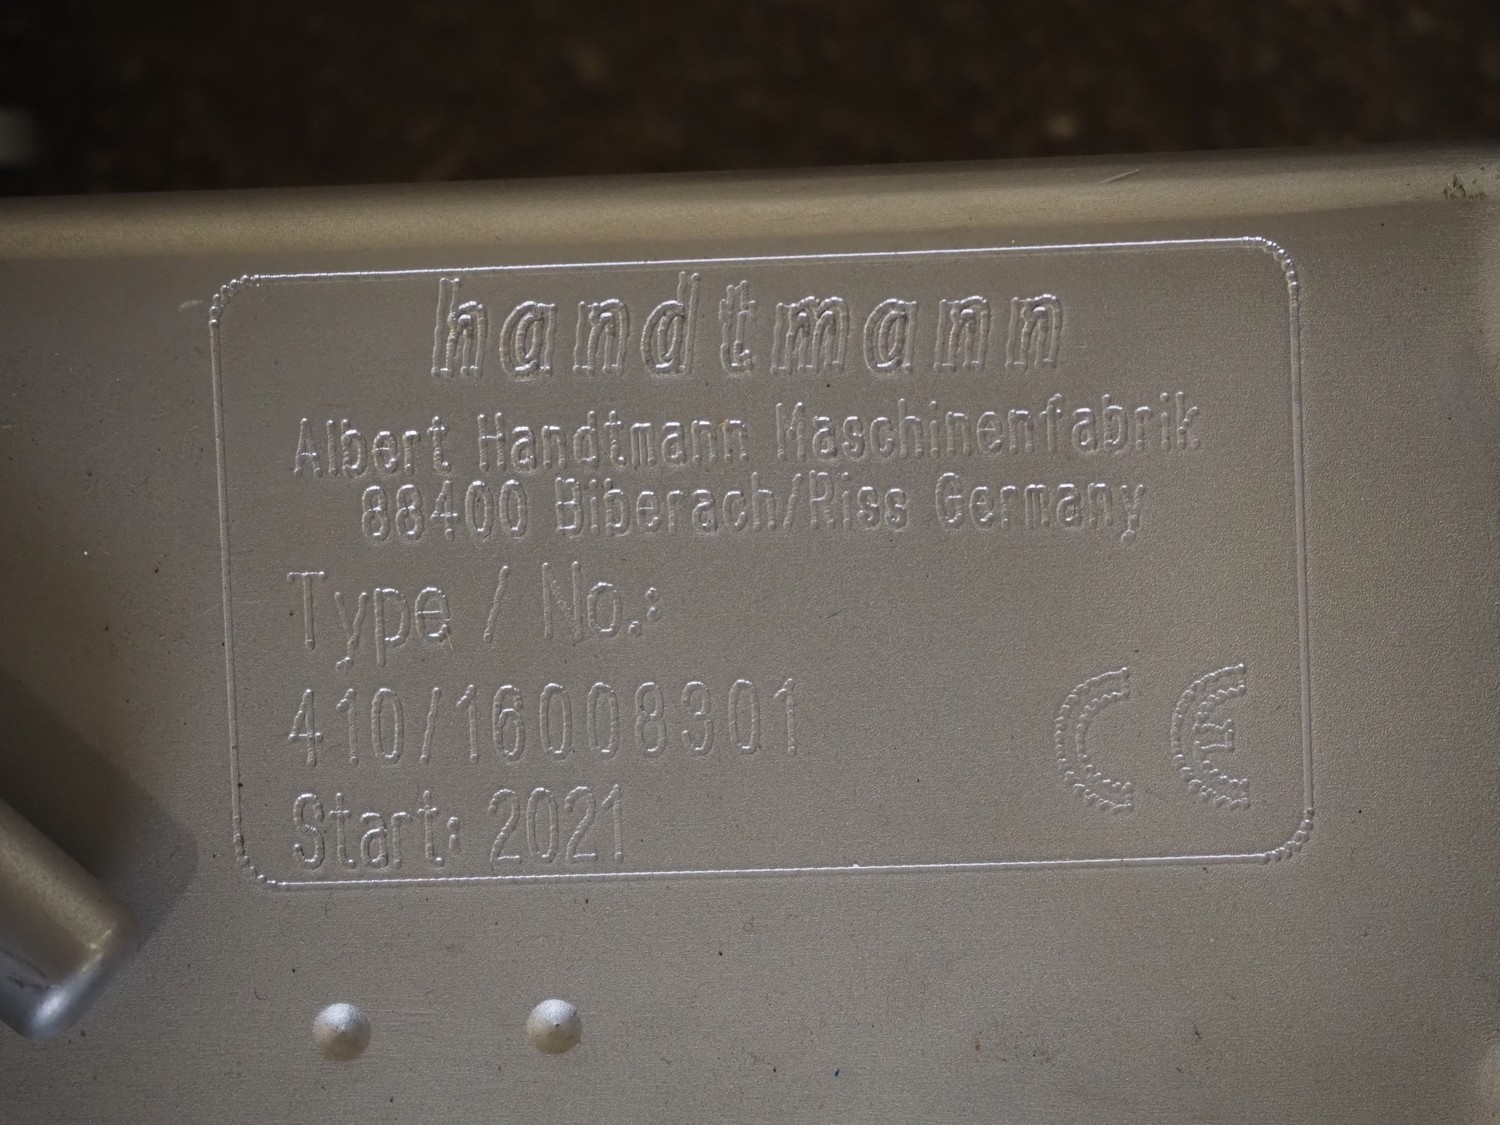 handtmann
Albert Handtmann Maschinenfabrik
88400 Biberach/Riss Germany
Type / No.:
410/16008301
Start: 2021
CE